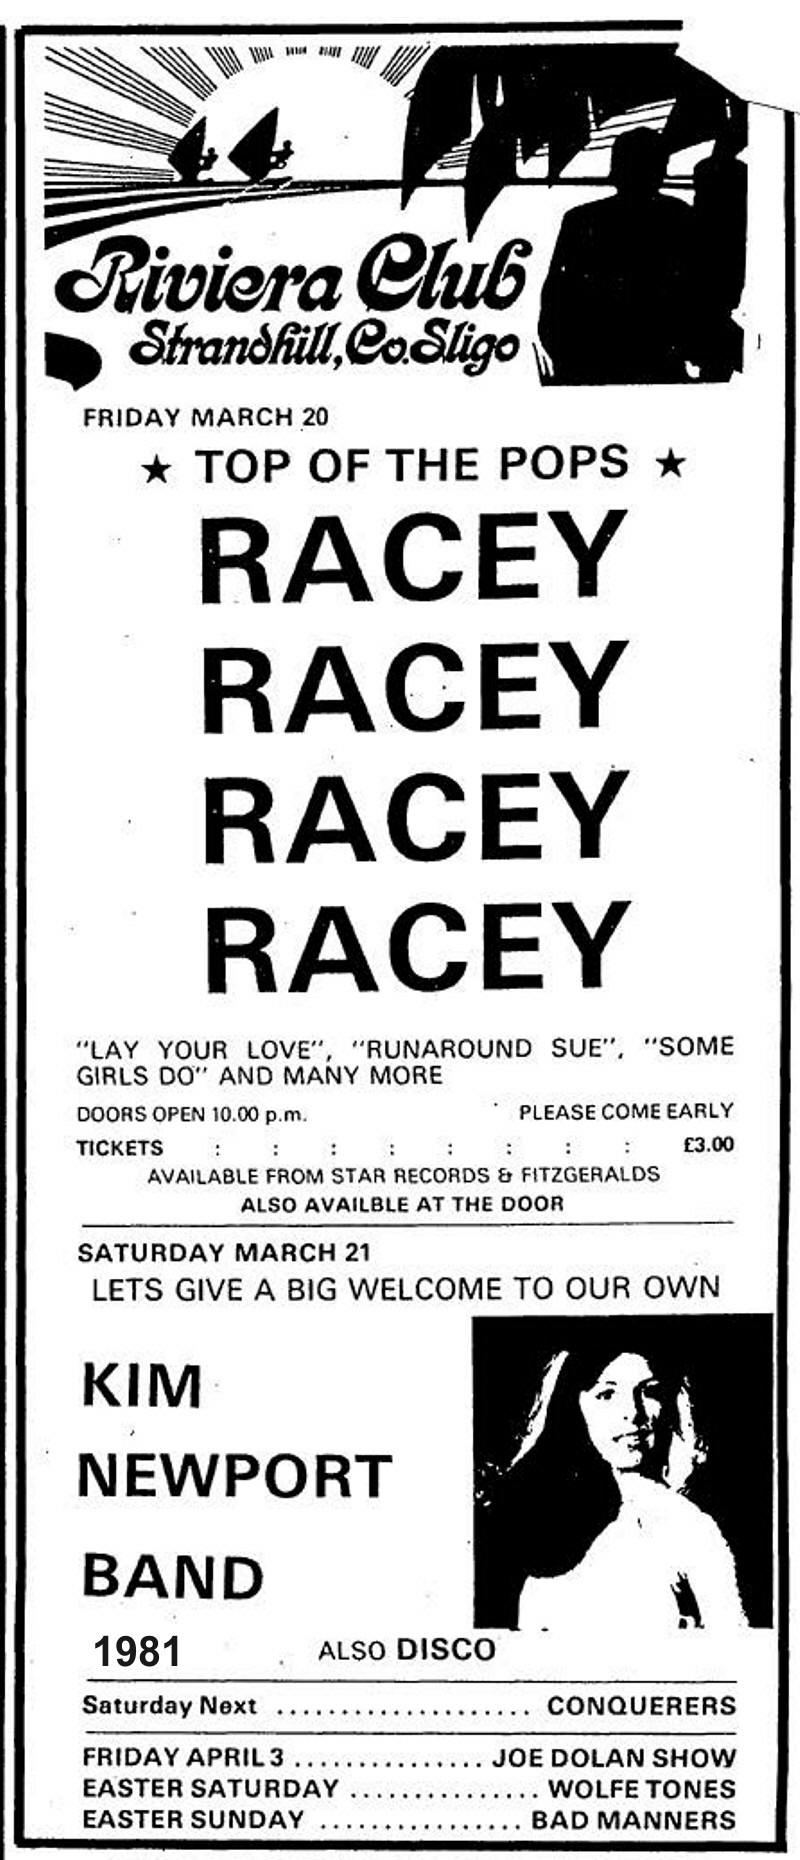 Riviera Club
Strandhill, Co. Sligo
FRIDAY MARCH 20
★ TOP OF THE POPS ★
RACEY
RACEY
RACEY
RACEY
"LAY YOUR LOVE", "RUNAROUND SUE", "SOME
GIRLS DO" AND MANY MORE
DOORS OPEN 10.00 p.m. PLEASE COME EARLY
TICKETS : : : : : : : : £3.00
AVAILABLE FROM STAR RECORDS & FITZGERALDS
ALSO AVAILBLE AT THE DOOR
SATURDAY MARCH 21
LETS GIVE A BIG WELCOME TO OUR OWN
KIM
NEWPORT
BAND
1981 ALSO DISCO
Saturday Next .................... CONQUERERS
FRIDAY APRIL 3 ................ JOE DOLAN SHOW
EASTER SATURDAY ................ WOLFE TONES
EASTER SUNDAY ................. BAD MANNERS